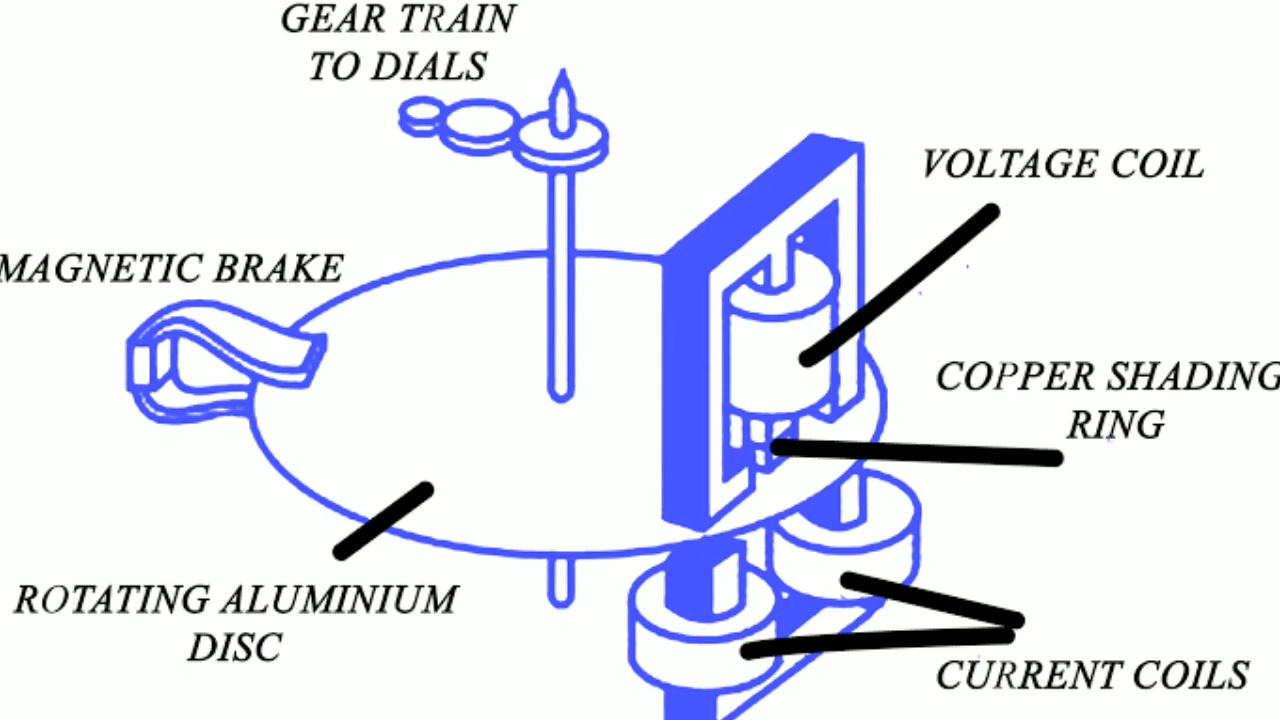 GEAR TRAIN
TO DIALS
VOLTAGE COIL
MAGNETIC BRAKE
COPPER SHADING
RING
ROTATING ALUMINIUM
DISC
CURRENT COILS